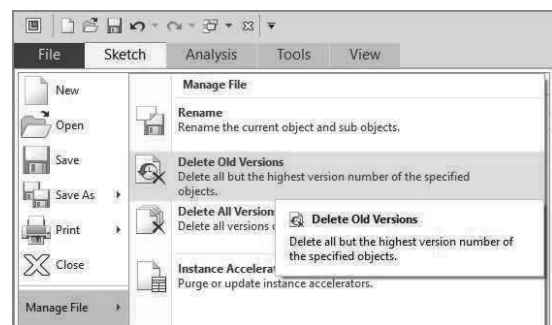 File Sketch Analysis Tools View
New
Open
Save
Save As
Print
Close
Manage File
Manage File
Rename
Rename the current object and sub objects.
Delete Old Versions
Delete all but the highest version number of the specified
objects.
Delete All Version
Delete all versions
Instance Accelerat
Purge or update instance accelerators.
Delete Old Versions
Delete all but the highest version number of
the specified objects.